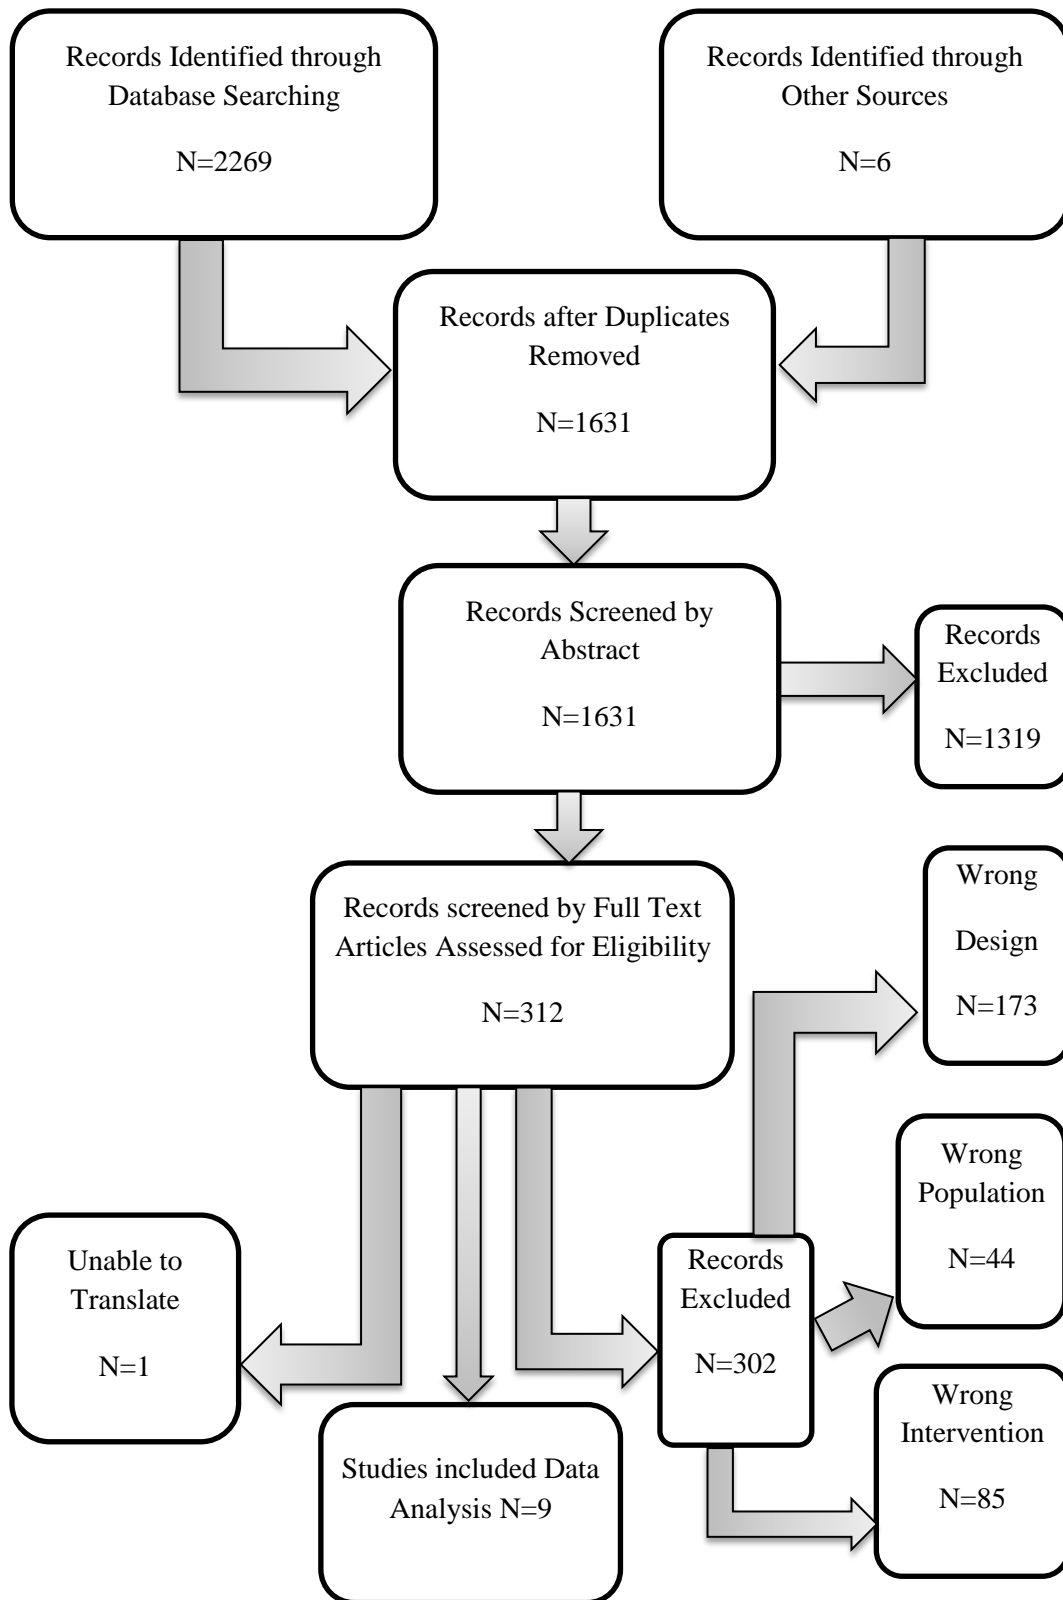 Records Identified through
Database Searching
N=2269
Records Identified through
Other Sources
N=6
Records after Duplicates
Removed
N=1631
Records Screened by
Abstract
N=1631
Records
Excluded
N=1319
Records screened by Full Text
Articles Assessed for Eligibility
N=312
Wrong
Design
N=173
Wrong
Population
N=44
Records
Excluded
N=302
Unable to
Translate
N=1
Wrong
Intervention
N=85
Studies included Data
Analysis N=9